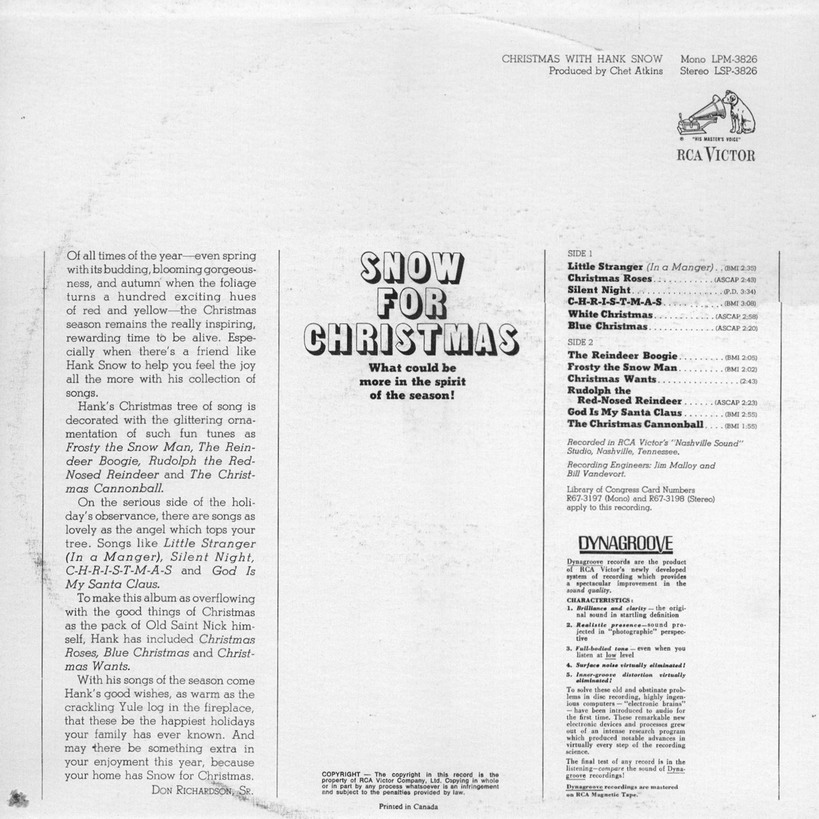 CHRISTMAS WITH HANK SNOW Mono LPM-3826
Produced by Chet Atkins Stereo LSP-3826
"HIS MASTER'S VOICE"
RCA VICTOR
Of all times of the year—even spring
with its budding, blooming gorgeous-
ness, and autumn when the foliage
turns a hundred exciting hues
of red and yellow—the Christmas
season remains the really inspiring,
rewarding time to be alive. Espe-
cially when there's a friend like
Hank Snow to help you feel the joy
all the more with his collection of
songs.
Hank's Christmas tree of song is
decorated with the glittering orna-
mentation of such fun tunes as
Frosty the Snow Man, The Rein-
deer Boogie, Rudolph the Red-
Nosed Reindeer and The Christ-
mas Cannonball.
On the serious side of the holi-
day's observance, there are songs as
lovely as the angel which tops your
tree. Songs like Little Stranger
(In a Manger), Silent Night,
C-H-R-I-S-T-M-A-S and God Is
My Santa Claus.
To make this album as overflowing
with the good things of Christmas
as the pack of Old Saint Nick him-
self, Hank has included Christmas
Roses, Blue Christmas and Christ-
mas Wants.
With his songs of the season come
Hank's good wishes, as warm as the
crackling Yule log in the fireplace,
that these be the happiest holidays
your family has ever known. And
may there be something extra in
your enjoyment this year, because
your home has Snow for Christmas.
DON RICHARDSON, SR.
SNOW
FOR
CHRISTMAS
What could be
more in the spirit
of the season!
COPYRIGHT — The copyright in this record is the
property of RCA Victor Company, Ltd. Copying in whole
or in part by any process whatsoever is an infringement
and subject to the penalties provided by law.
Printed in Canada
SIDE 1
Little Stranger (In a Manger) . . (BMI 2:35)
Christmas Roses . . . . . . . . . . (ASCAP 2:43)
Silent Night . . . . . . . . . . . . . . (P.D. 3:34)
C-H-R-I-S-T-M-A-S . . . . . . . . . (BMI 3:08)
White Christmas . . . . . . . . . . (ASCAP 2:58)
Blue Christmas . . . . . . . . . . . (ASCAP 2:20)
SIDE 2
The Reindeer Boogie . . . . . . . . (BMI 2:05)
Frosty the Snow Man . . . . . . . . (BMI 2:02)
Christmas Wants . . . . . . . . . . . . . (2:43)
Rudolph the
Red-Nosed Reindeer . . . . . . (ASCAP 2:23)
God Is My Santa Claus . . . . . . . (BMI 2:55)
The Christmas Cannonball . . . . (BMI 1:55)
Recorded in RCA Victor's "Nashville Sound"
Studio, Nashville, Tennessee.
Recording Engineers: Jim Malloy and
Bill Vandevort.
Library of Congress Card Numbers
R67-3197 (Mono) and R67-3198 (Stereo)
apply to this recording.
DYNAGROOVE
Dynagroove records are the product
of RCA Victor's newly developed
system of recording which provides
a spectacular improvement in the
sound quality.
CHARACTERISTICS:
1. Brilliance and clarity — the origi-
nal sound in startling definition
2. Realistic presence—sound pro-
jected in "photographic" perspec-
tive
3. Full-bodied tone — even when you
listen at low level
4. Surface noise virtually eliminated!
5. Inner-groove distortion virtually
eliminated!
To solve these old and obstinate prob-
lems in disc recording, highly ingen-
ious computers — "electronic brains"
— have been introduced to audio for
the first time. These remarkable new
electronic devices and processes grew
out of an intense research program
which produced notable advances in
virtually every step of the recording
science.
The final test of any record is in the
listening—compare the sound of Dyna-
groove recordings!
Dynagroove recordings are mastered
on RCA Magnetic Tape.